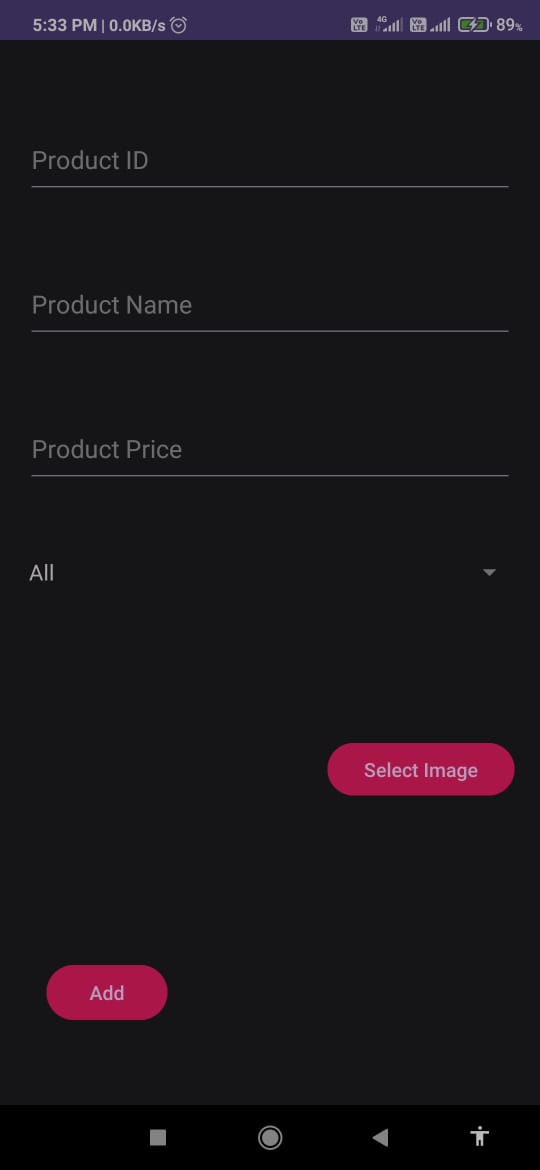 5:33 PM | 0.0KB/s Vo LTE 4G Vo LTE 89%
Product ID
Product Name
Product Price
All
Select Image
Add